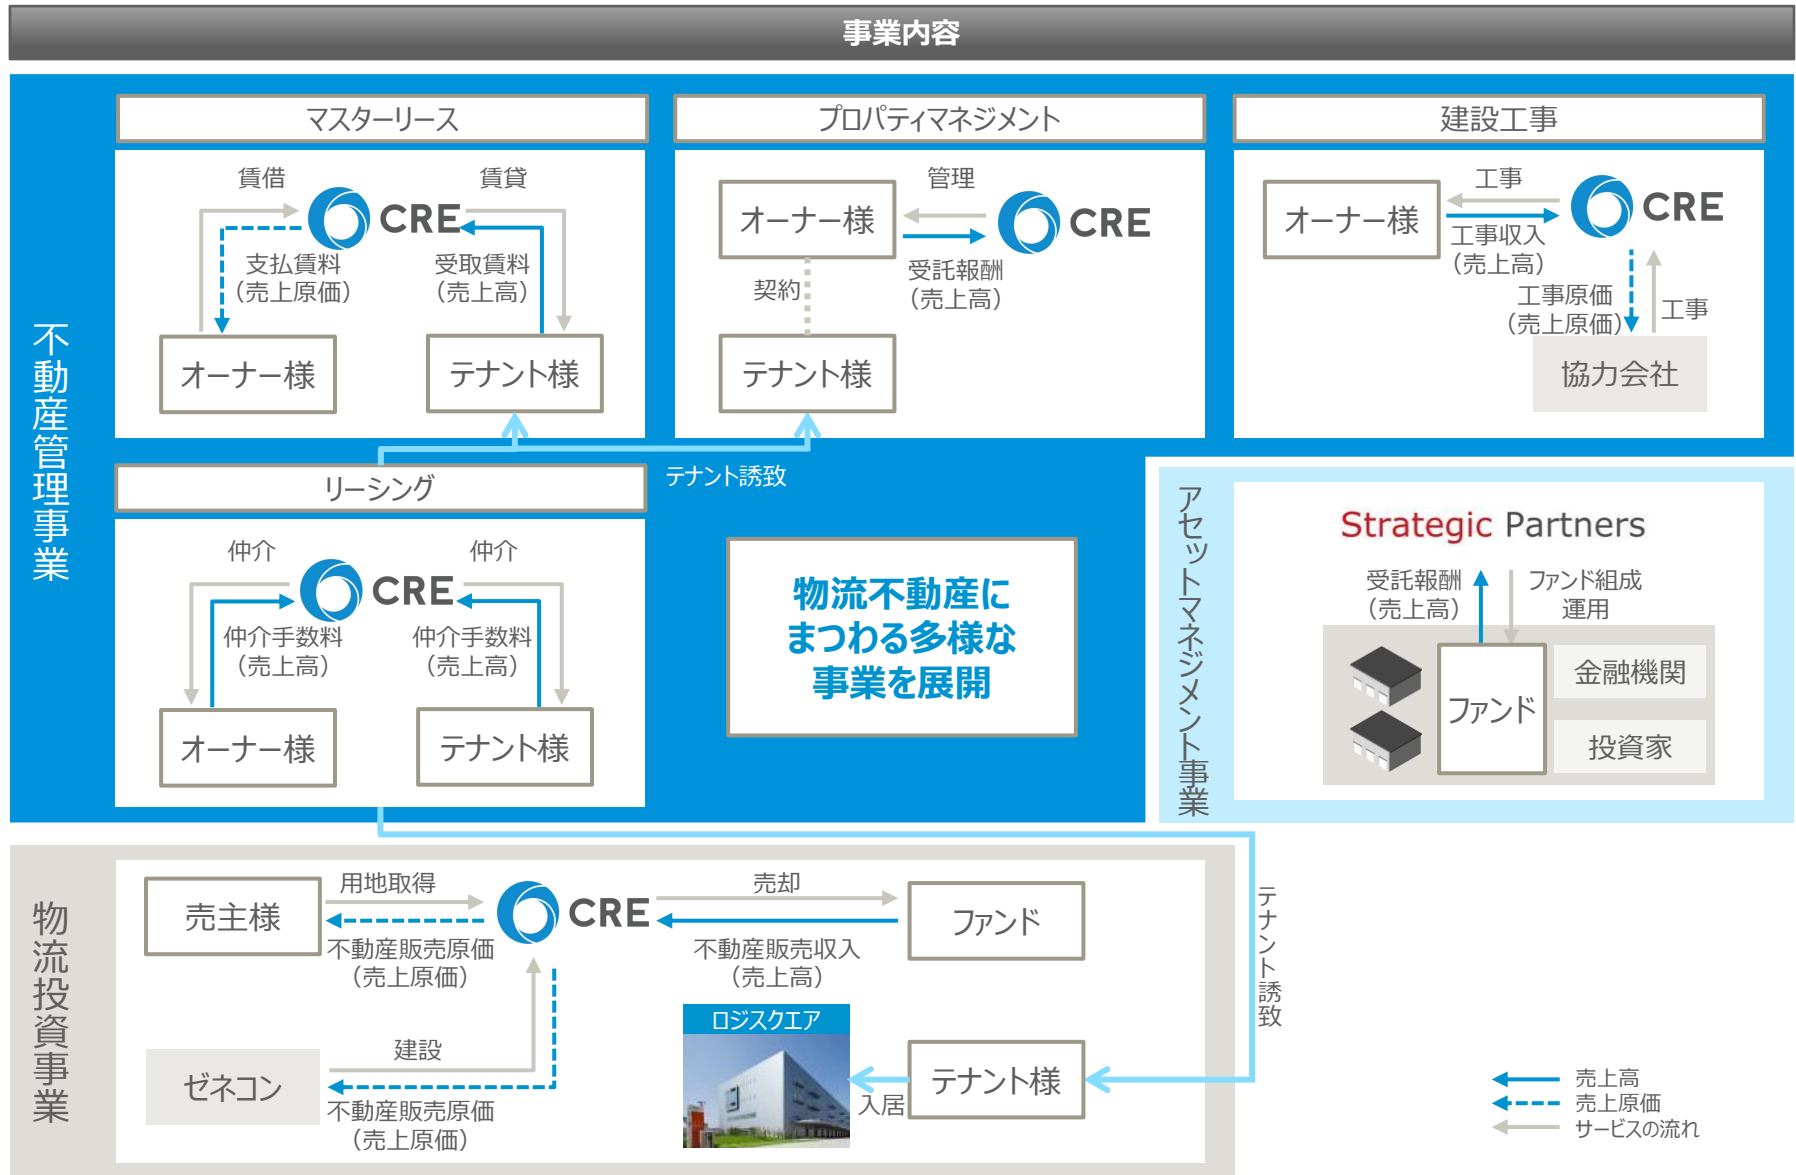 事業内容
不動産管理事業
マスターリース
賃借
賃貸
CRE
支払賃料
(売上原価)
受取賃料
(売上高)
オーナー様
テナント様
プロパティマネジメント
オーナー様
管理
CRE
受託報酬
(売上高)
契約
テナント様
建設工事
オーナー様
工事
CRE
工事収入
(売上高)
工事原価
(売上原価)
工事
協力会社
リーシング
テナント誘致
仲介
仲介
CRE
仲介手数料
(売上高)
仲介手数料
(売上高)
オーナー様
テナント様
物流不動産に
まつわる多様な
事業を展開
アセットマネジメント事業
Strategic Partners
受託報酬
(売上高)
ファンド組成
運用
ファンド
金融機関
投資家
物流投資事業
売主様
用地取得
CRE
不動産販売原価
(売上原価)
売却
不動産販売収入
(売上高)
ファンド
ゼネコン
建設
不動産販売原価
(売上原価)
ロジスクエア
入居
テナント様
テナント誘致
売上高
売上原価
サービスの流れ